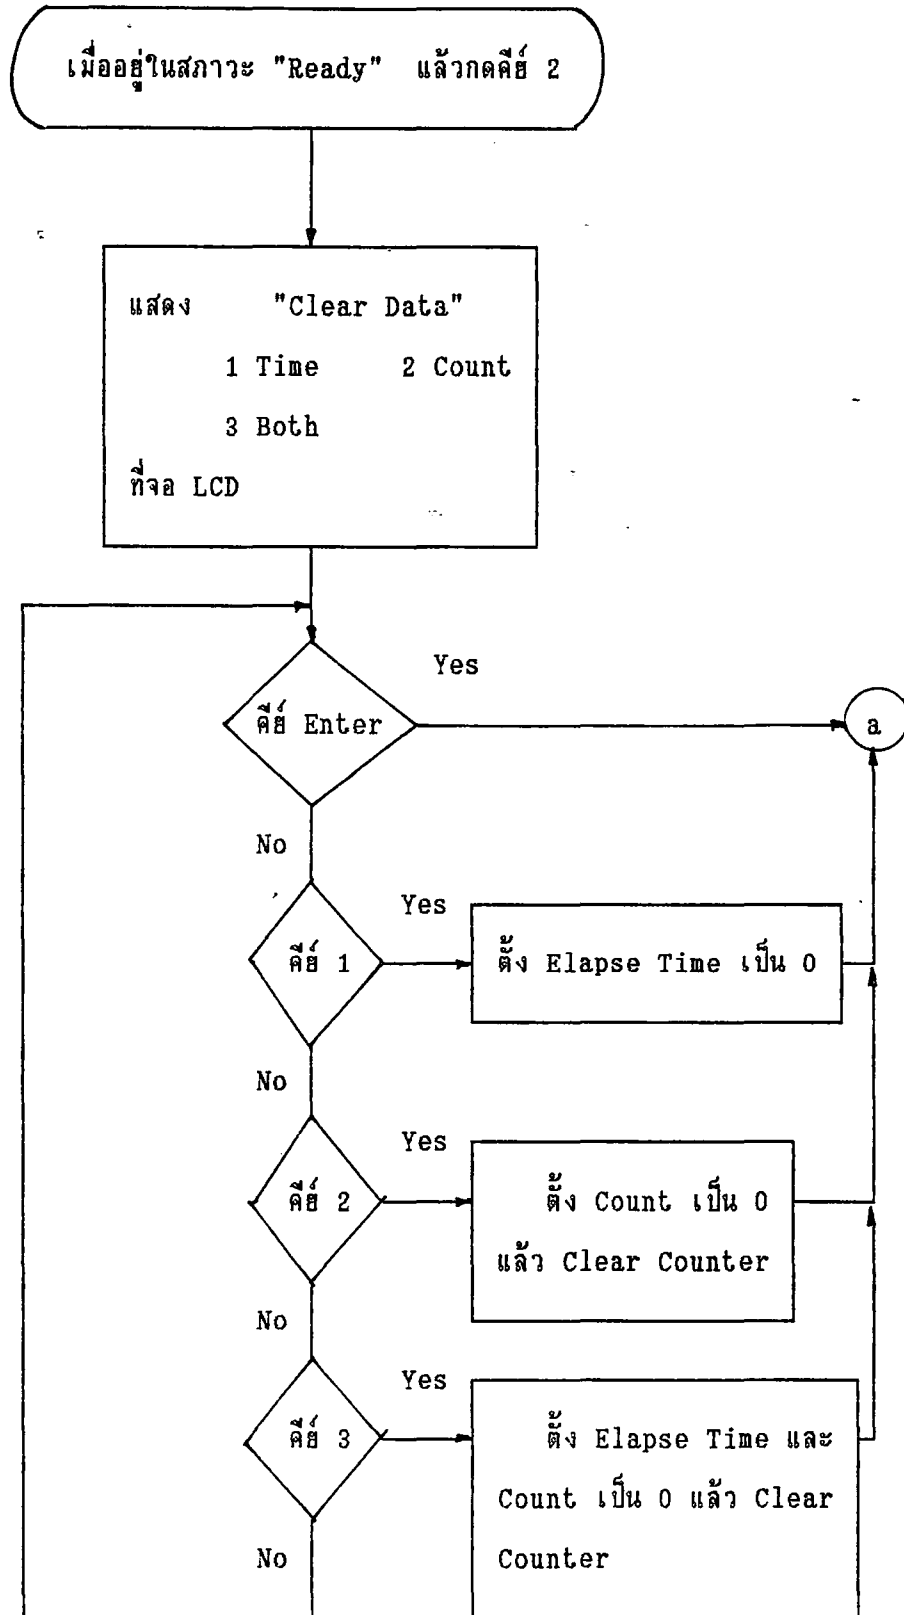 เมื่ออยู่ในสภาวะ "Ready" แล้วกดคีย์ 2
แสดง "Clear Data"
1 Time 2 Count
3 Both
ที่จอ LCD
Yes
คีย์ Enter
a
No
Yes
คีย์ 1
ตั้ง Elapse Time เป็น 0
No
Yes
คีย์ 2
ตั้ง Count เป็น 0
แล้ว Clear Counter
No
Yes
คีย์ 3
ตั้ง Elapse Time และ
Count เป็น 0 แล้ว Clear
Counter
No